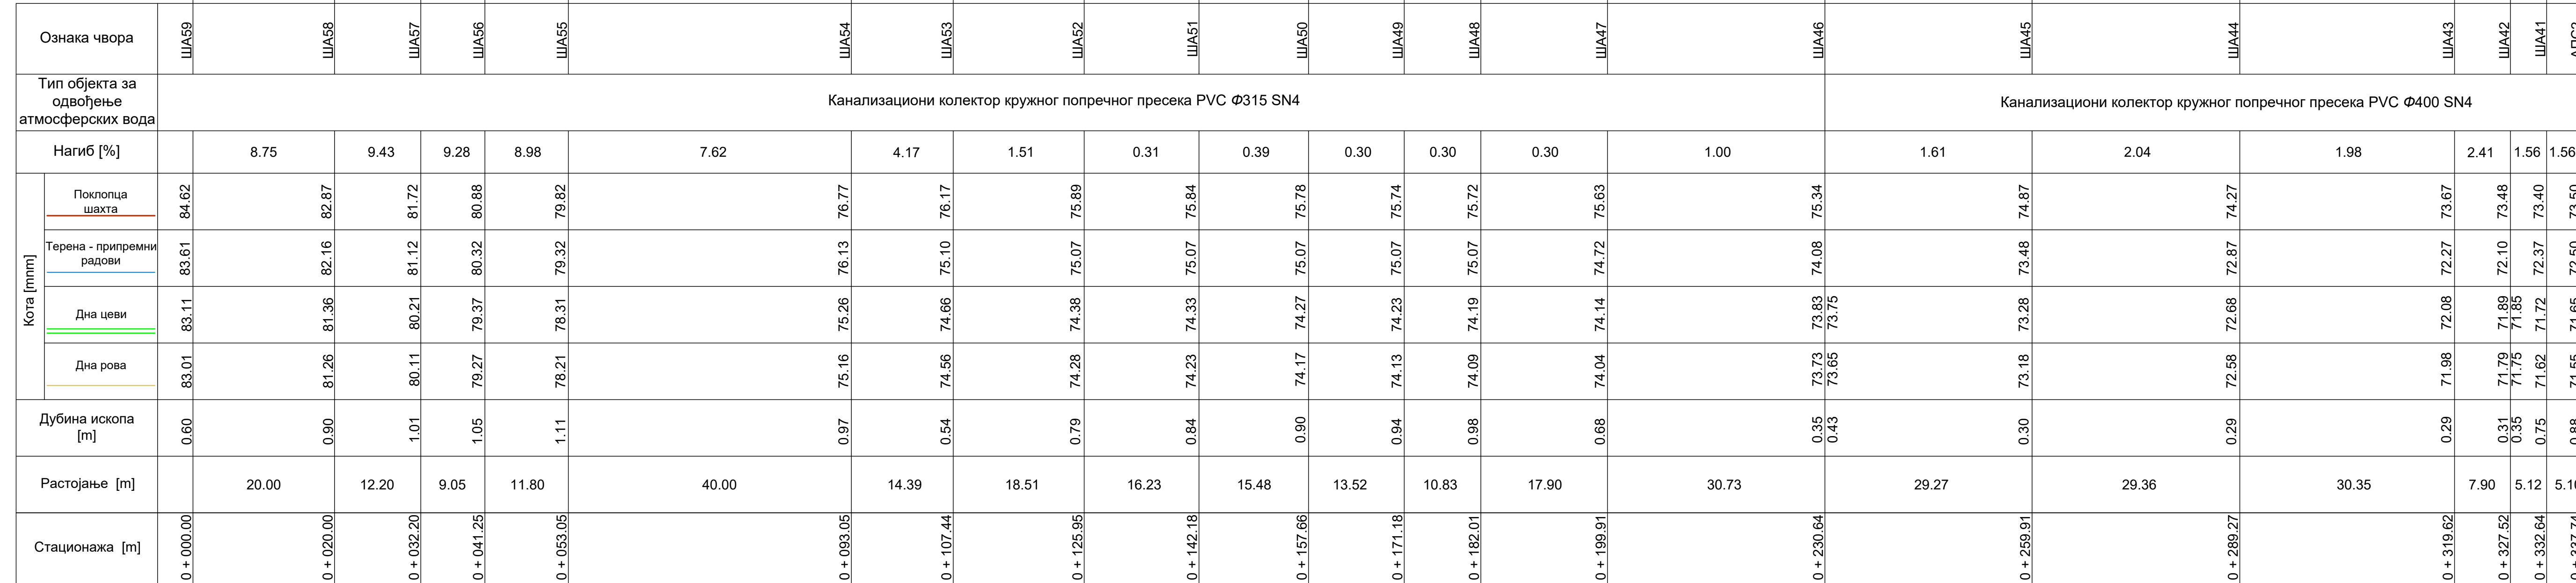 Ознака чвора ША59 ША58 ША57 ША56 ША55 ША54 ША53 ША52 ША51 ША50 ША49 ША48 ША47 ША46 ША45 ША44 ША43 ША42 ША41
Тип објекта за
одвођење
атмосферских вода
Канализациони колектор кружног попречног пресека PVC Ф315 SN4
Канализациони колектор кружног попречног пресека PVC Ф400 SN4
Нагиб [%] 8.75 9.43 9.28 8.98 7.62 4.17 1.51 0.31 0.39 0.30 0.30 0.30 1.00 1.61 2.04 1.98 2.41 1.56 1.56
Кота [mnm]
Поклопца
шахта
84.62 82.87 81.72 80.88 79.82 76.77 76.17 75.89 75.84 75.78 75.74 75.72 75.63 75.34 74.87 74.27 73.67 73.48 73.40 73.50
Терена - припремни
радови
83.61 82.16 81.12 80.32 79.32 76.13 75.10 75.07 75.07 75.07 75.07 75.07 74.72 74.08 73.48 72.87 72.27 72.10 72.37 72.50
Дна цеви
83.11 81.36 80.21 79.37 78.31 75.26 74.66 74.38 74.33 74.27 74.23 74.19 74.14 73.83 73.75 73.28 72.68 72.08 71.89 71.85 71.72
Дна рова
83.01 81.26 80.11 79.27 78.21 75.16 74.56 74.28 74.23 74.17 74.13 74.09 74.04 73.73 73.65 73.18 72.58 71.98 71.79 71.75 71.62
Дубина ископа
[m]
0.60 0.90 1.01 1.05 1.11 0.97 0.54 0.79 0.84 0.90 0.94 0.98 0.68 0.35 0.43 0.30 0.29 0.29 0.31 0.35 0.75 0.88
Растојање [m] 20.00 12.20 9.05 11.80 40.00 14.39 18.51 16.23 15.48 13.52 10.83 17.90 30.73 29.27 29.36 30.35 7.90 5.12
Стационажа [m] 0 + 000.00 0 + 020.00 0 + 032.20 0 + 041.25 0 + 053.05 0 + 093.05 0 + 107.44 0 + 125.95 0 + 142.18 0 + 157.66 0 + 171.18 0 + 182.01 0 + 199.91 0 + 230.64 0 + 259.91 0 + 289.27 0 + 319.62 0 + 327.52 0 + 332.64